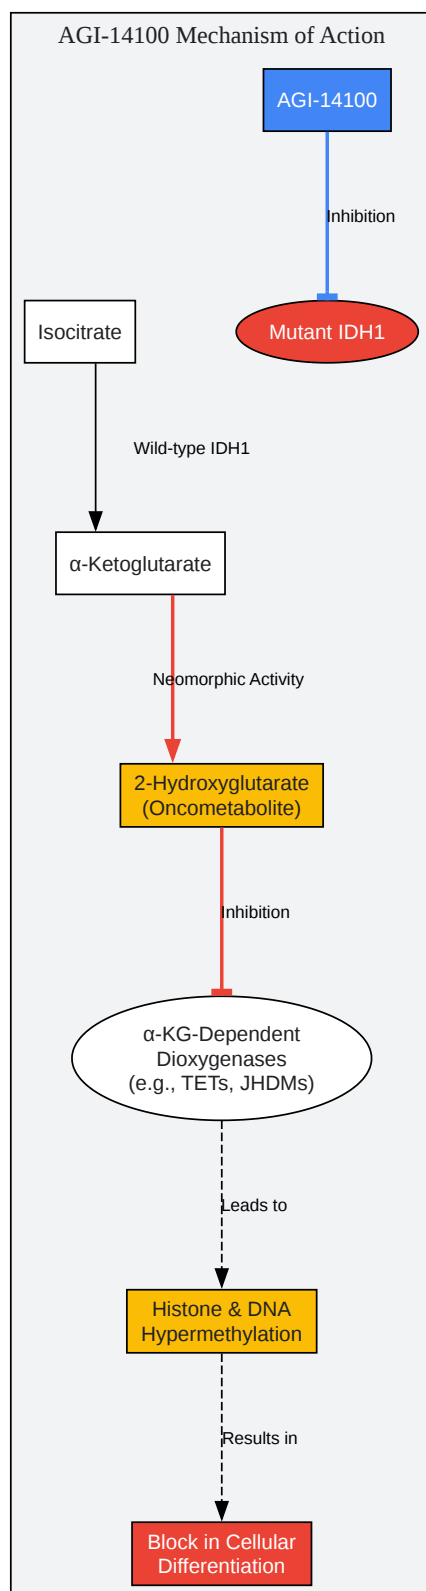 AGI-14100 Mechanism of Action
AGI-14100
Inhibition
Mutant IDH1
Isocitrate
Wild-type IDH1
α-Ketoglutarate
Neomorphic Activity
2-Hydroxyglutarate
(Oncometabolite)
Inhibition
α-KG-Dependent
Dioxygenases
(e.g., TETs, JHDMs)
Leads to
Histone & DNA
Hypermethylation
Results in
Block in Cellular
Differentiation